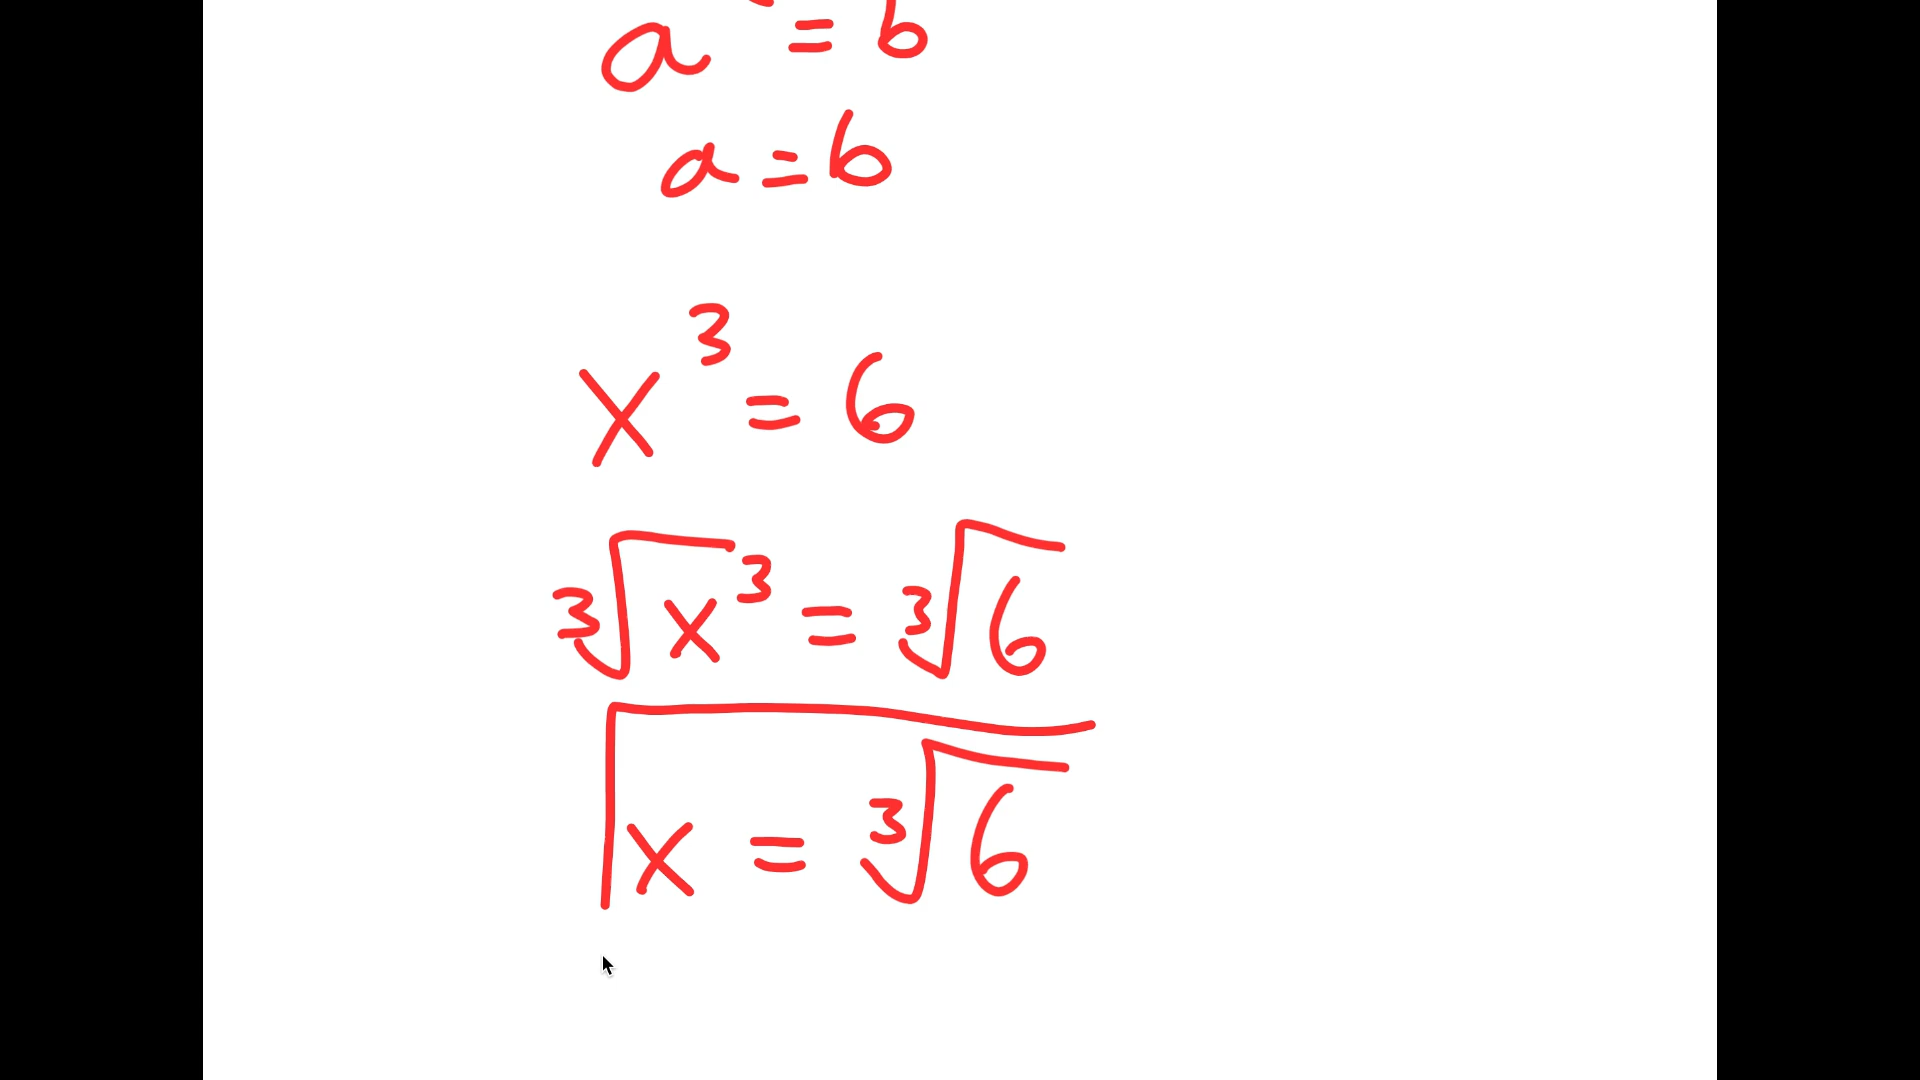 a = b
a = b
x³ = 6
∛x³ = ∛6
x = ∛6